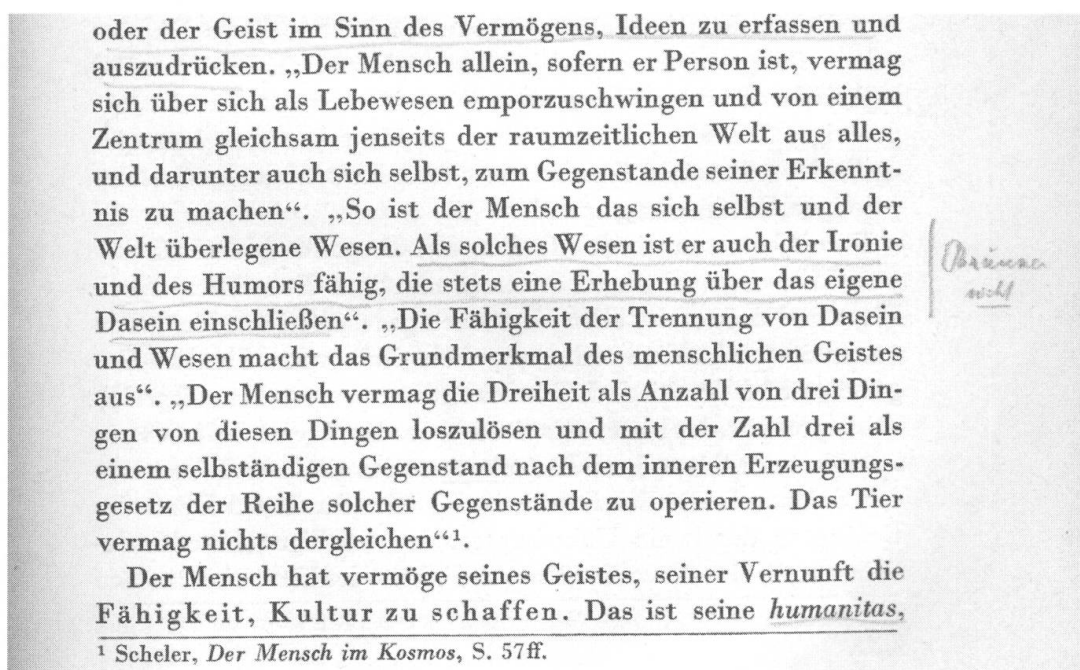 oder der Geist im Sinn des Vermögens, Ideen zu erfassen und
auszudrücken. „Der Mensch allein, sofern er Person ist, vermag
sich über sich als Lebewesen emporzuschwingen und von einem
Zentrum gleichsam jenseits der raumzeitlichen Welt aus alles,
und darunter auch sich selbst, zum Gegenstande seiner Erkennt-
nis zu machen“. „So ist der Mensch das sich selbst und der
Welt überlegene Wesen. Als solches Wesen ist er auch der Ironie
und des Humors fähig, die stets eine Erhebung über das eigene
Dasein einschließen“. „Die Fähigkeit der Trennung von Dasein
und Wesen macht das Grundmerkmal des menschlichen Geistes
aus“. „Der Mensch vermag die Dreiheit als Anzahl von drei Din-
gen von diesen Dingen loszulösen und mit der Zahl drei als
einem selbständigen Gegenstand nach dem inneren Erzeugungs-
gesetz der Reihe solcher Gegenstände zu operieren. Das Tier
vermag nichts dergleichen“¹.
Der Mensch hat vermöge seines Geistes, seiner Vernunft die
Fähigkeit, Kultur zu schaffen. Das ist seine humanitas,
¹ Scheler, Der Mensch im Kosmos, S. 57ff.